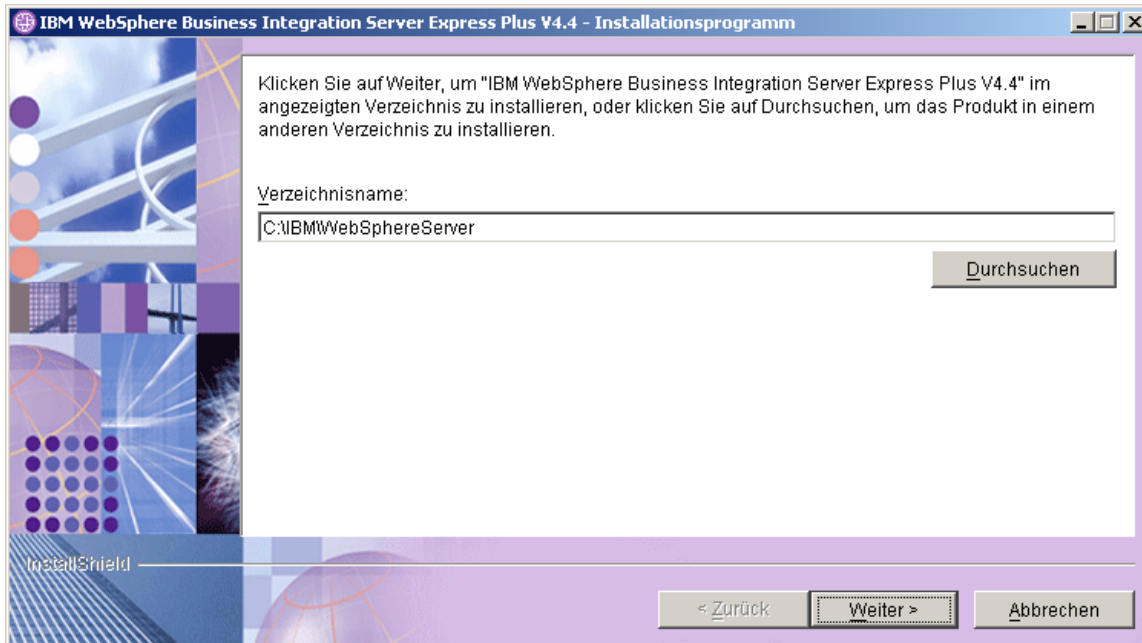 IBM WebSphere Business Integration Server Express Plus V4.4 - Installationsprogramm
Klicken Sie auf Weiter, um "IBM WebSphere Business Integration Server Express Plus V4.4" im
angezeigten Verzeichnis zu installieren, oder klicken Sie auf Durchsuchen, um das Produkt in einem
anderen Verzeichnis zu installieren.
Verzeichnisname:
C:\IBM\WebSphereServer
Durchsuchen
InstallShield
< Zurück
Weiter >
Abbrechen